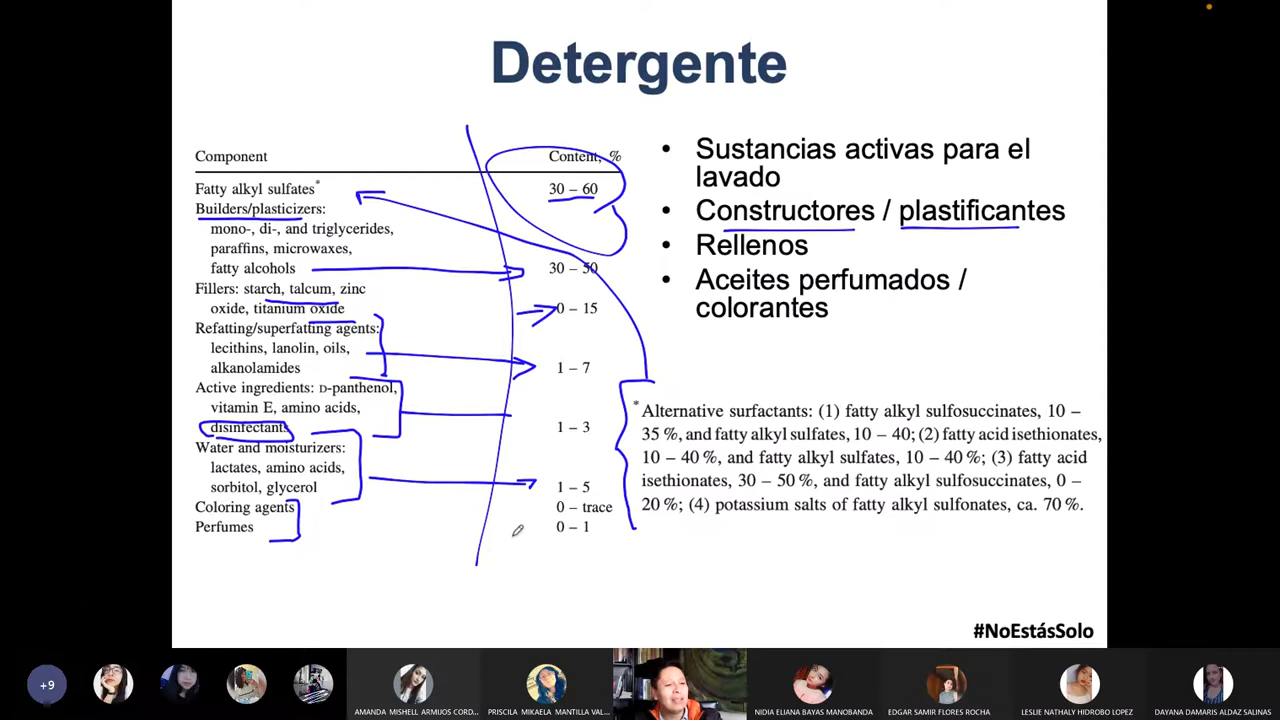 Detergente
Component Content, %
Fatty alkyl sulfates* 30 – 60
Builders/plasticizers:
mono-, di-, and triglycerides,
paraffins, microwaxes,
fatty alcohols 30 – 50
Fillers: starch, talcum, zinc
oxide, titanium oxide 0 – 15
Refatting/superfatting agents:
lecithins, lanolin, oils,
alkanolamides 1 – 7
Active ingredients: D-panthenol,
vitamin E, amino acids,
disinfectants 1 – 3
Water and moisturizers:
lactates, amino acids,
sorbitol, glycerol 1 – 5
Coloring agents 0 – trace
Perfumes 0 – 1
• Sustancias activas para el
lavado
• Constructores / plastificantes
• Rellenos
• Aceites perfumados /
colorantes
* Alternative surfactants: (1) fatty alkyl sulfosuccinates, 10 –
35 %, and fatty alkyl sulfates, 10 – 40; (2) fatty acid isethionates,
10 – 40 %, and fatty alkyl sulfates, 10 – 40 %; (3) fatty acid
isethionates, 30 – 50 %, and fatty alkyl sulfosuccinates, 0 –
20 %; (4) potassium salts of fatty alkyl sulfonates, ca. 70 %.
#NoEstásSolo
+9
AMANDA MISHELL ARMIJOS CORD...
PRISCILA MIKAELA MANTILLA VAL...
NIDIA ELIANA BAYAS MANOBANDA
EDGAR SAMIR FLORES ROCHA
LESLIE NATHALY HIDROBO LOPEZ
DAYANA DAMARIS ALDAZ SALINAS